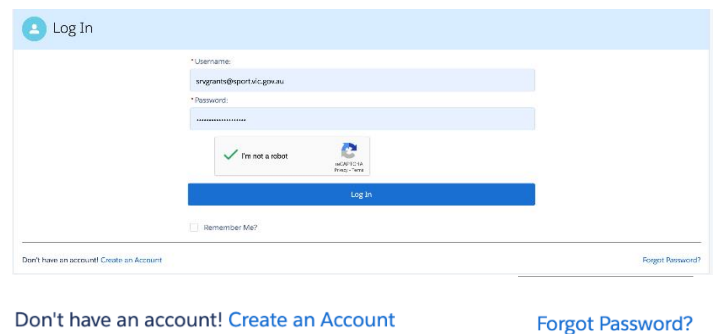 Log In
*Username:
srvgrants@sport.vic.gov.au
*Password:
...................
I'm not a robot
reCAPTCHA
Privacy - Terms
Log In
Remember Me?
Don't have an account! Create an Account Forgot Password?
Don't have an account! Create an Account Forgot Password?